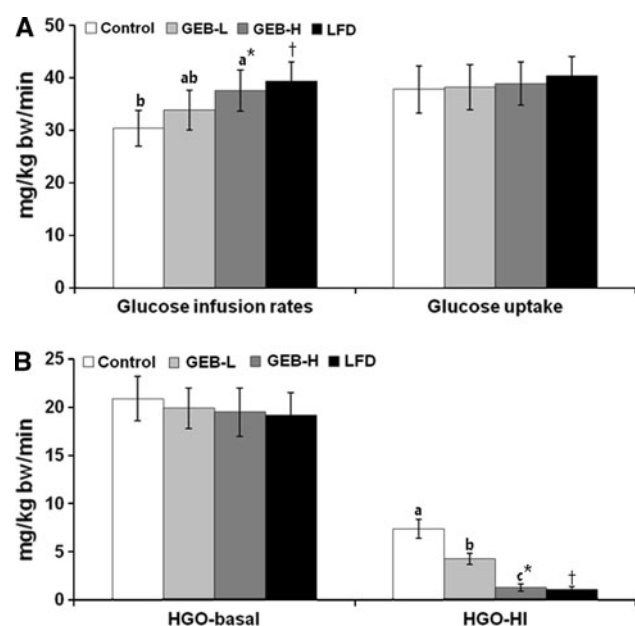 A
50
Control GEB-L GEB-H LFD
a* †
ab
40
b
30
20
10
0
mg/kg bw/min
Glucose infusion rates Glucose uptake
B
25
Control GEB-L GEB-H LFD
20
15
10
a
b
5
c* †
0
mg/kg bw/min
HGO-basal HGO-HI